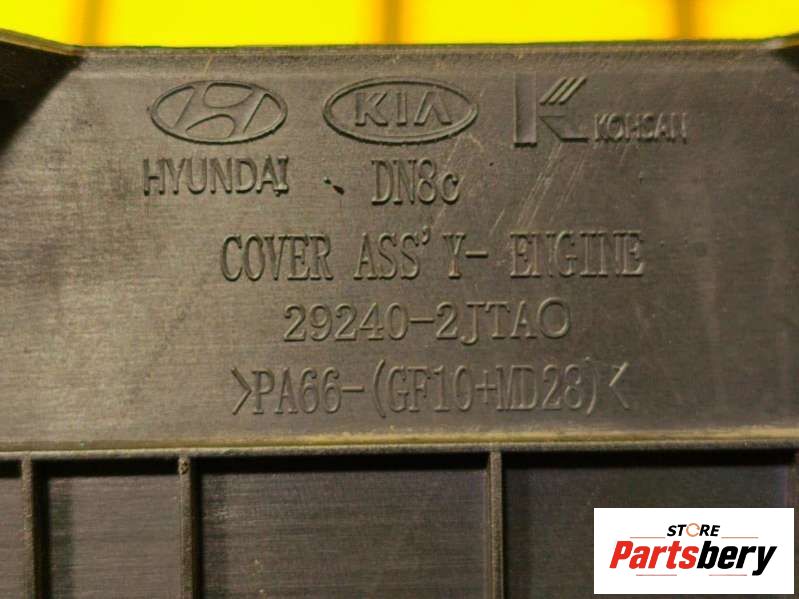 KIA KOHSAN
HYUNDAI DN8c
COVER ASS'Y- ENGINE
29240-2JTA0
>PA66-(GF10+MD28)<
STORE
Partsbery